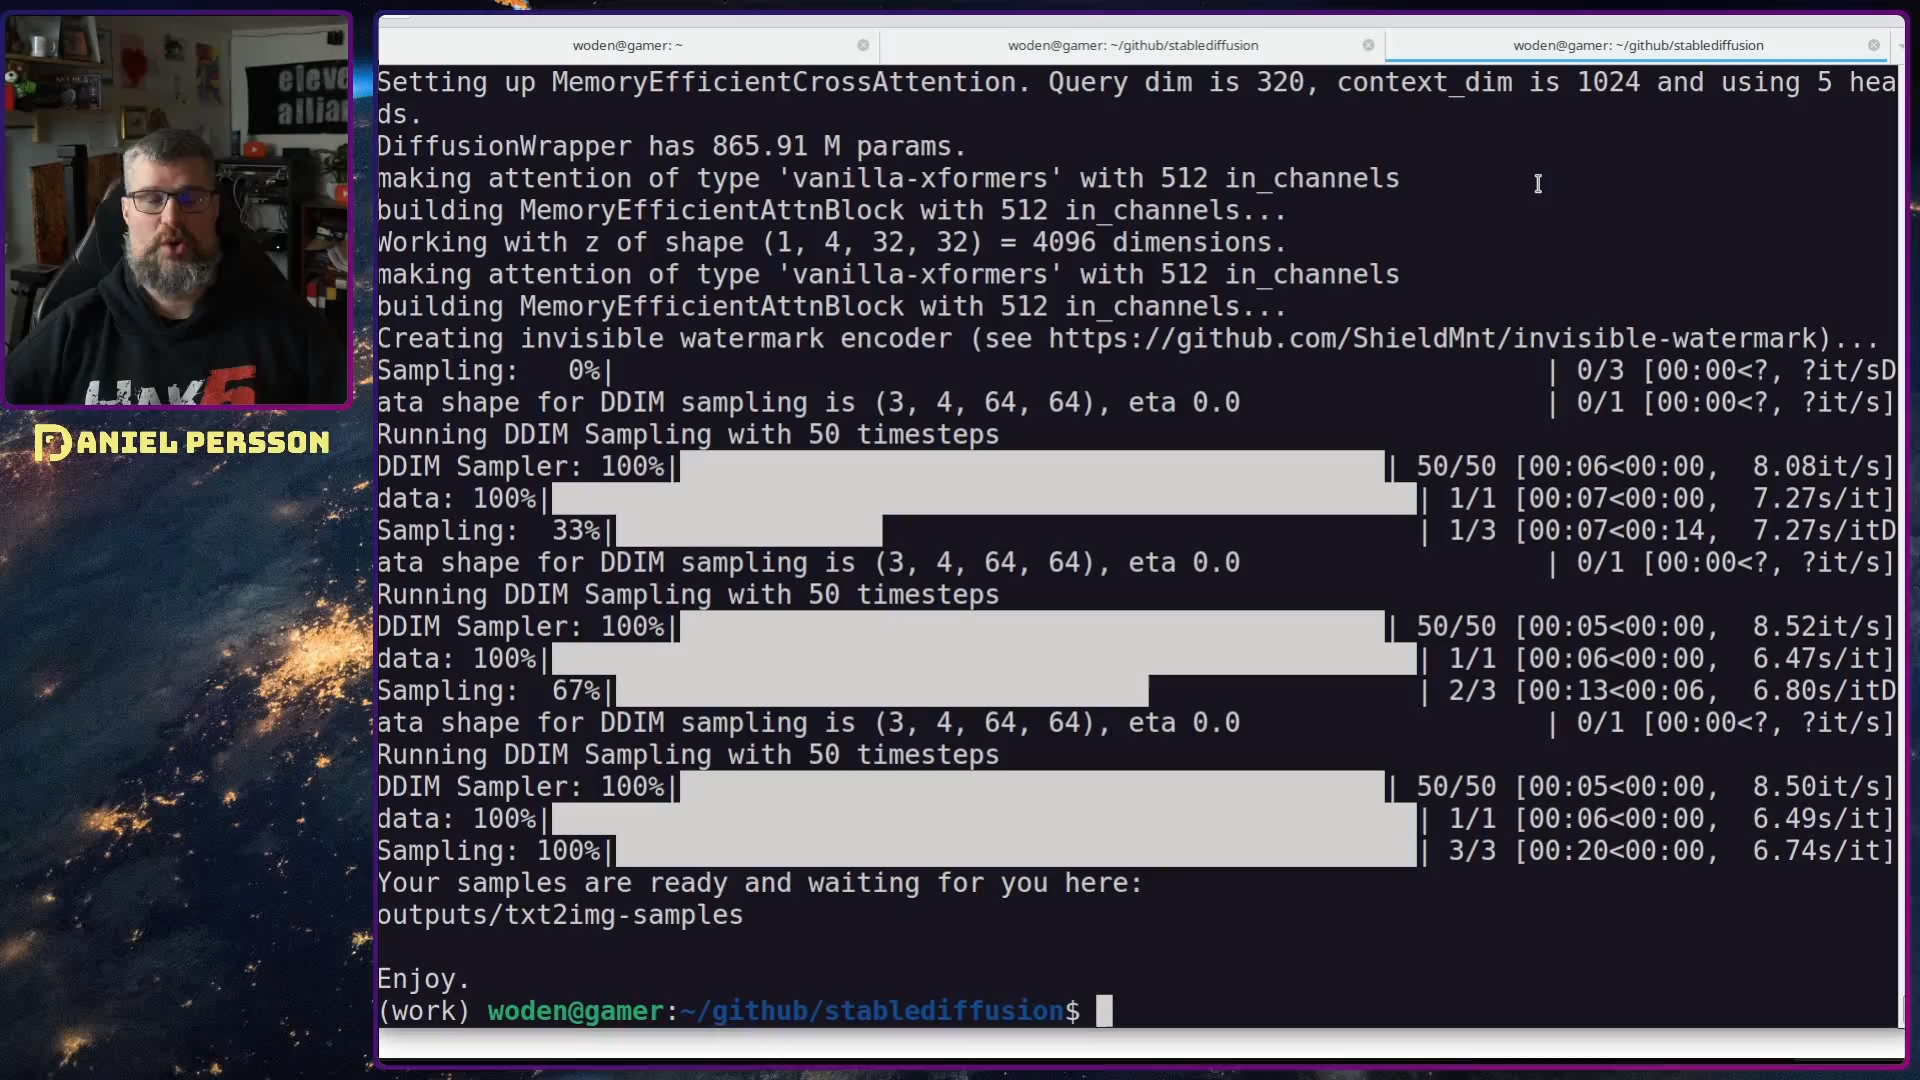 woden@gamer: ~
woden@gamer: ~/github/stablediffusion
woden@gamer: ~/github/stablediffusion
Setting up MemoryEfficientCrossAttention. Query dim is 320, context_dim is 1024 and using 5 hea
ds.
DiffusionWrapper has 865.91 M params.
making attention of type 'vanilla-xformers' with 512 in_channels
building MemoryEfficientAttnBlock with 512 in_channels...
Working with z of shape (1, 4, 32, 32) = 4096 dimensions.
making attention of type 'vanilla-xformers' with 512 in_channels
building MemoryEfficientAttnBlock with 512 in_channels...
Creating invisible watermark encoder (see https://github.com/ShieldMnt/invisible-watermark)...
Sampling:   0%| | 0/3 [00:00<?, ?it/sD
ata shape for DDIM sampling is (3, 4, 64, 64), eta 0.0 | 0/1 [00:00<?, ?it/s]
Running DDIM Sampling with 50 timesteps
DDIM Sampler: 100%| | 50/50 [00:06<00:00,  8.08it/s]
data: 100%| | 1/1 [00:07<00:00,  7.27s/it]
Sampling:  33%| | 1/3 [00:07<00:14,  7.27s/itD
ata shape for DDIM sampling is (3, 4, 64, 64), eta 0.0 | 0/1 [00:00<?, ?it/s]
Running DDIM Sampling with 50 timesteps
DDIM Sampler: 100%| | 50/50 [00:05<00:00,  8.52it/s]
data: 100%| | 1/1 [00:06<00:00,  6.47s/it]
Sampling:  67%| | 2/3 [00:13<00:06,  6.80s/itD
ata shape for DDIM sampling is (3, 4, 64, 64), eta 0.0 | 0/1 [00:00<?, ?it/s]
Running DDIM Sampling with 50 timesteps
DDIM Sampler: 100%| | 50/50 [00:05<00:00,  8.50it/s]
data: 100%| | 1/1 [00:06<00:00,  6.49s/it]
Sampling: 100%| | 3/3 [00:20<00:00,  6.74s/it]
Your samples are ready and waiting for you here:
outputs/txt2img-samples
Enjoy.
(work) woden@gamer:~/github/stablediffusion$
eleve
allian
HAK5
DANIEL PERSSON